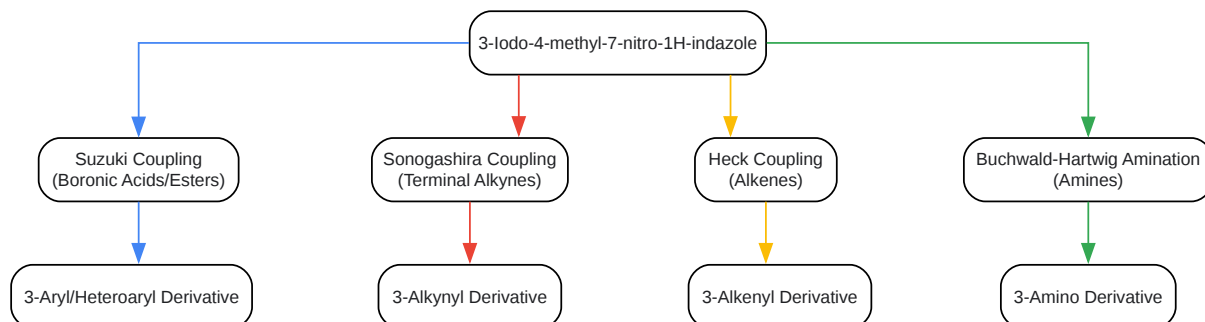 3-Iodo-4-methyl-7-nitro-1H-indazole
Suzuki Coupling
(Boronic Acids/Esters)
Sonogashira Coupling
(Terminal Alkynes)
Heck Coupling
(Alkenes)
Buchwald-Hartwig Amination
(Amines)
3-Aryl/Heteroaryl Derivative
3-Alkynyl Derivative
3-Alkenyl Derivative
3-Amino Derivative